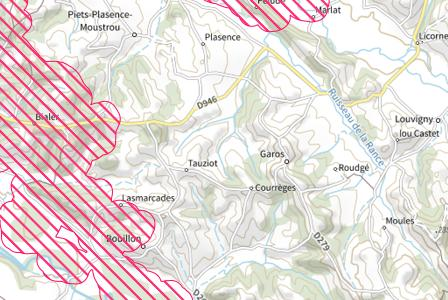 Piets-Plasence-
Moustrou
Marlat
Plasence
Licorne
D946
Bialer
Ruisseau de la Rance
Louvigny
lou Castet
Garos
Tauziot
Roudgé
Courrèges
Lasmarcades
Moules
Pouillon
D279